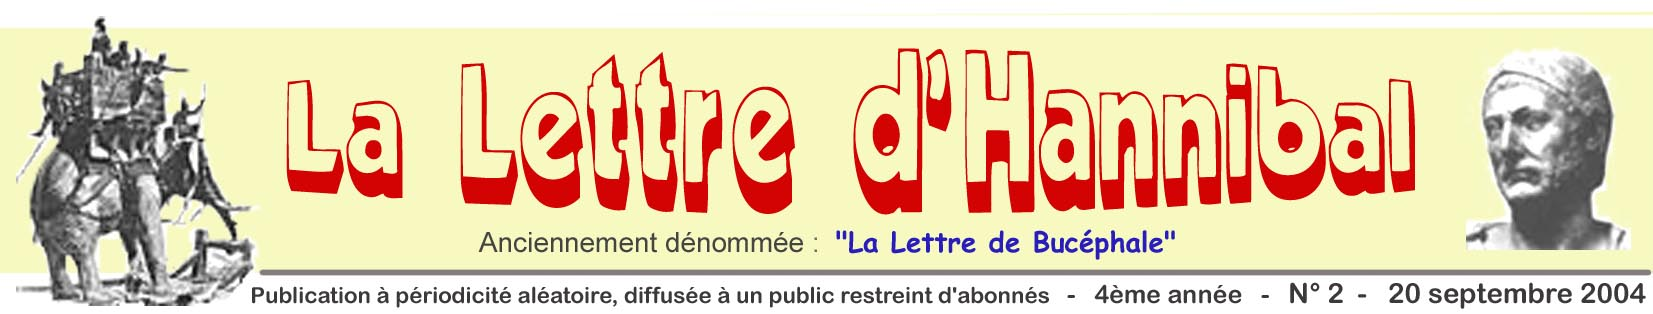 La Lettre d'Hannibal
Anciennement dénommée : "La Lettre de Bucéphale"
Publication à périodicité aléatoire, diffusée à un public restreint d'abonnés - 4ème année - N° 2 - 20 septembre 2004